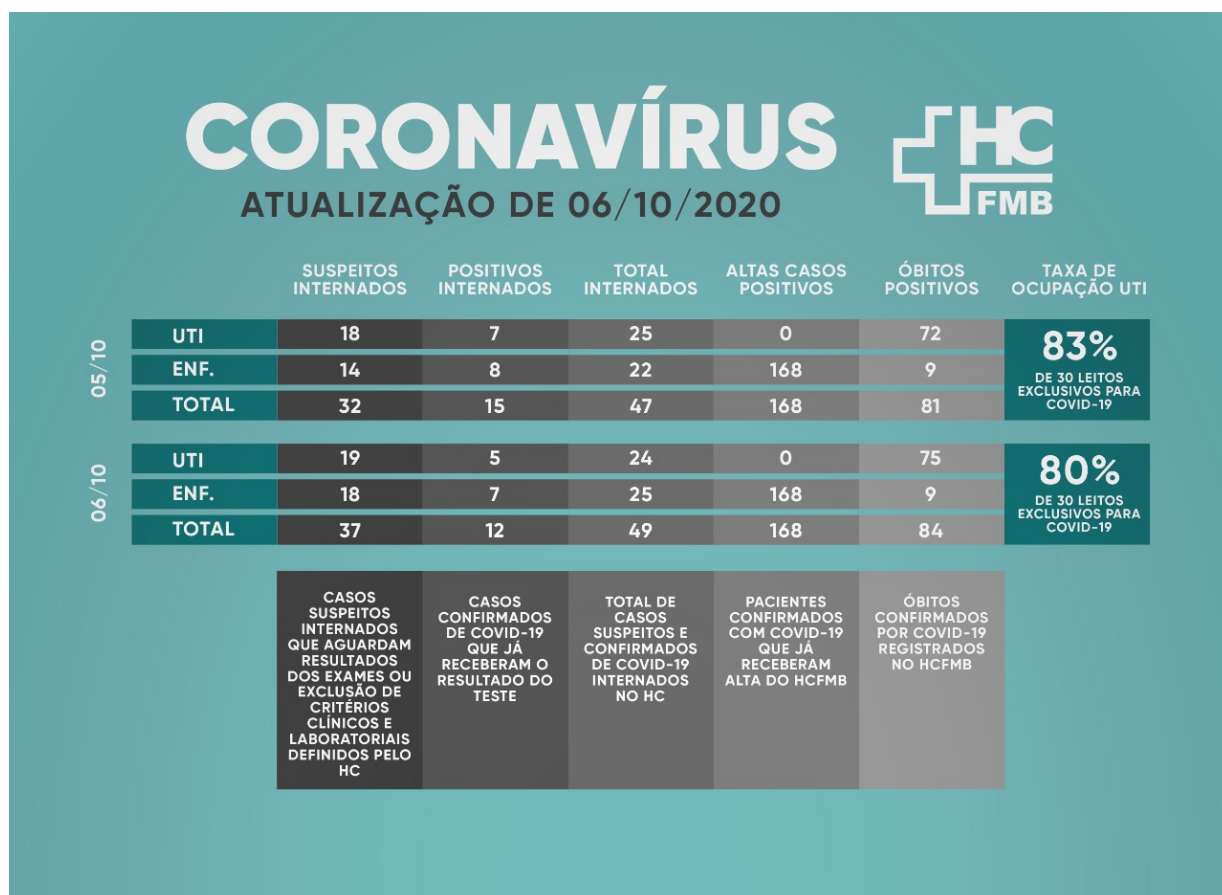 CORONAVÍRUS
HC
FMB
ATUALIZAÇÃO DE 06/10/2020
SUSPEITOS INTERNADOS
POSITIVOS INTERNADOS
TOTAL INTERNADOS
ALTAS CASOS POSITIVOS
ÓBITOS POSITIVOS
TAXA DE OCUPAÇÃO UTI
05/10
UTI 18 7 25 0 72
ENF. 14 8 22 168 9
TOTAL 32 15 47 168 81
83%
DE 30 LEITOS
EXCLUSIVOS PARA
COVID-19
06/10
UTI 19 5 24 0 75
ENF. 18 7 25 168 9
TOTAL 37 12 49 168 84
80%
DE 30 LEITOS
EXCLUSIVOS PARA
COVID-19
CASOS
SUSPEITOS
INTERNADOS
QUE AGUARDAM
RESULTADOS
DOS EXAMES OU
EXCLUSÃO DE
CRITÉRIOS
CLÍNICOS E
LABORATORIAIS
DEFINIDOS PELO
HC
CASOS
CONFIRMADOS
DE COVID-19
QUE JÁ
RECEBERAM O
RESULTADO DO
TESTE
TOTAL DE
CASOS
SUSPEITOS E
CONFIRMADOS
DE COVID-19
INTERNADOS
NO HC
PACIENTES
CONFIRMADOS
COM COVID-19
QUE JÁ
RECEBERAM
ALTA DO HCFMB
ÓBITOS
CONFIRMADOS
POR COVID-19
REGISTRADOS
NO HCFMB